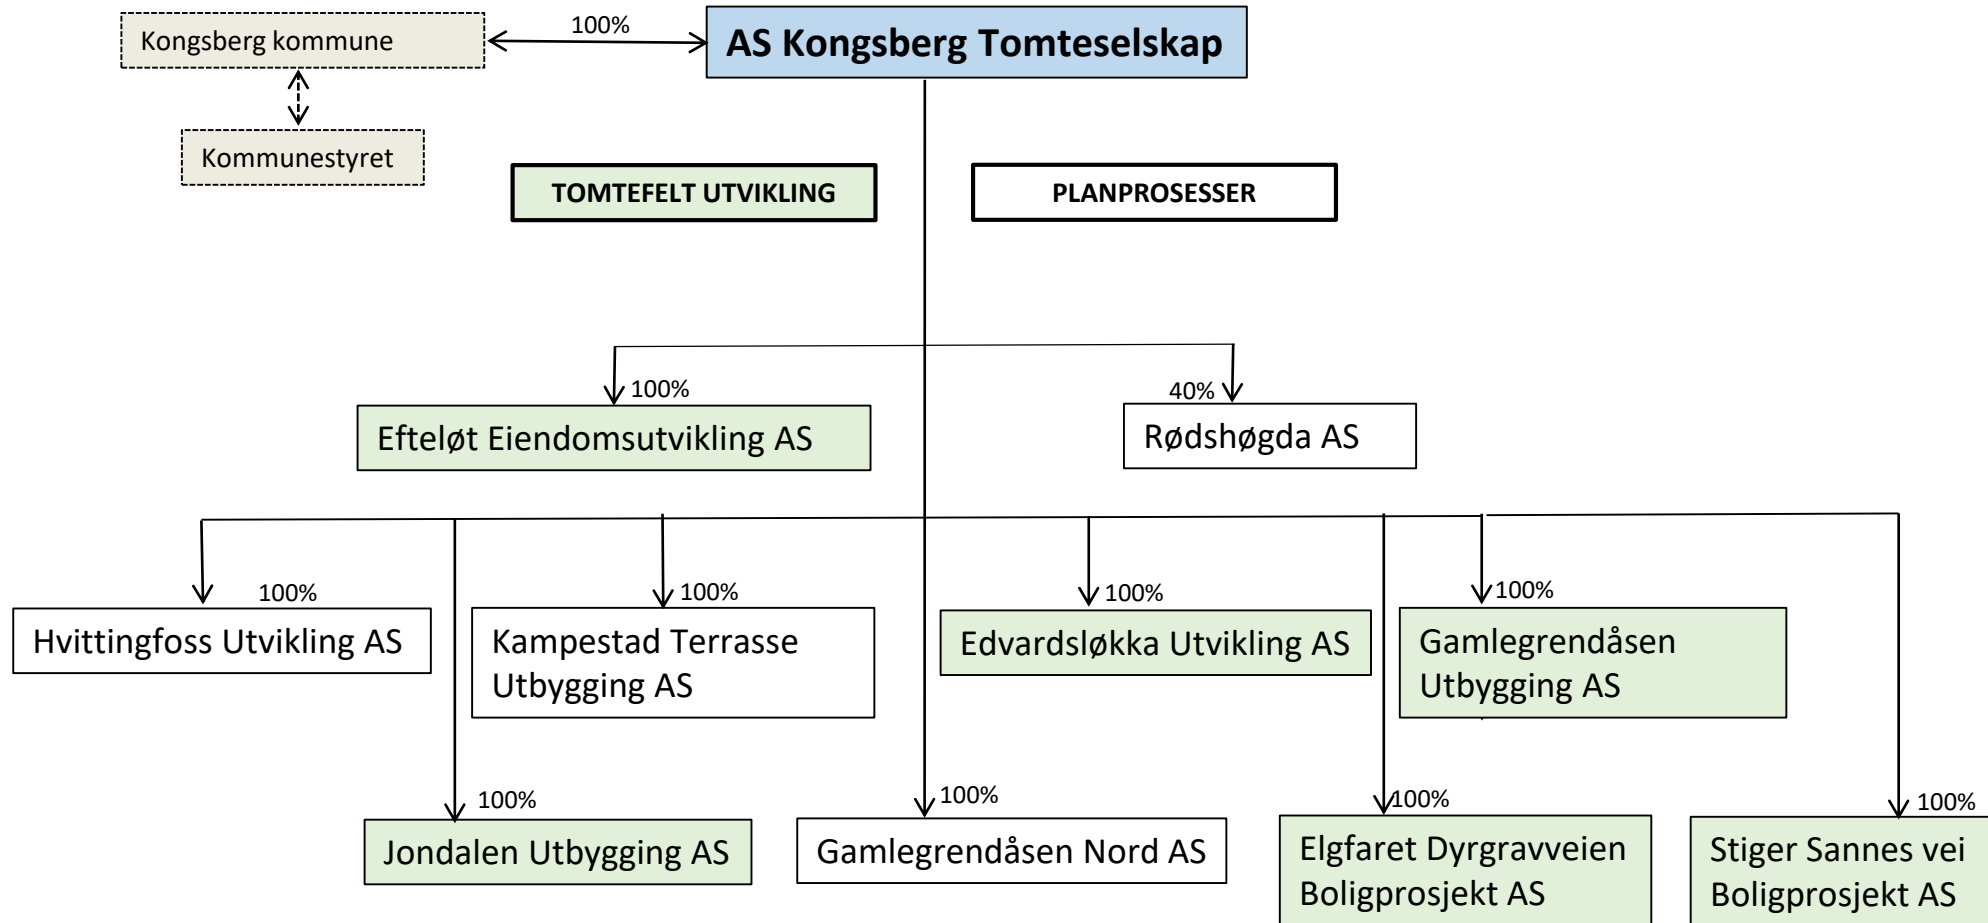 Kongsberg kommune
100%
AS Kongsberg Tomteselskap
Kommunestyret
TOMTEFELT UTVIKLING
PLANPROSESSER
100%
Efteløt Eiendomsutvikling AS
40%
Rødshøgda AS
100%
Hvittingfoss Utvikling AS
100%
Kampestad Terrasse
Utbygging AS
100%
Edvardsløkka Utvikling AS
100%
Gamlegrendåsen
Utbygging AS
100%
Jondalen Utbygging AS
100%
Gamlegrendåsen Nord AS
100%
Elgfaret Dyrgravveien
Boligprosjekt AS
100%
Stiger Sannes vei
Boligprosjekt AS